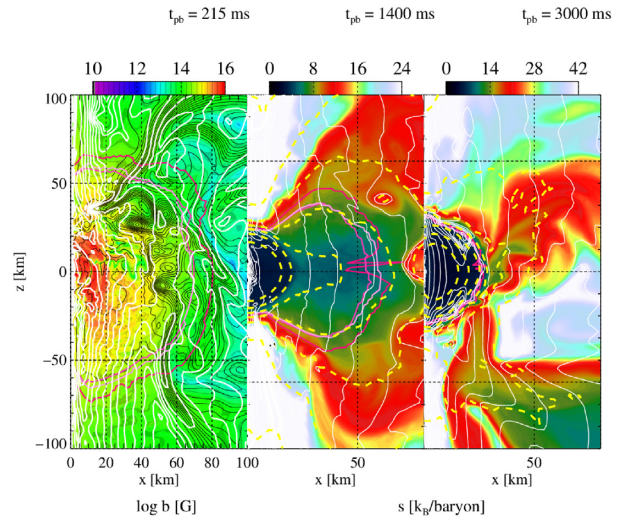 t_pb = 215 ms t_pb = 1400 ms t_pb = 3000 ms
10 12 14 16 0 8 16 24 0 14 28 42
100
50
0
−50
−100
z [km]
0 20 40 60 80 100 50 50
x [km] x [km] x [km]
log b [G] s [k_B/baryon]